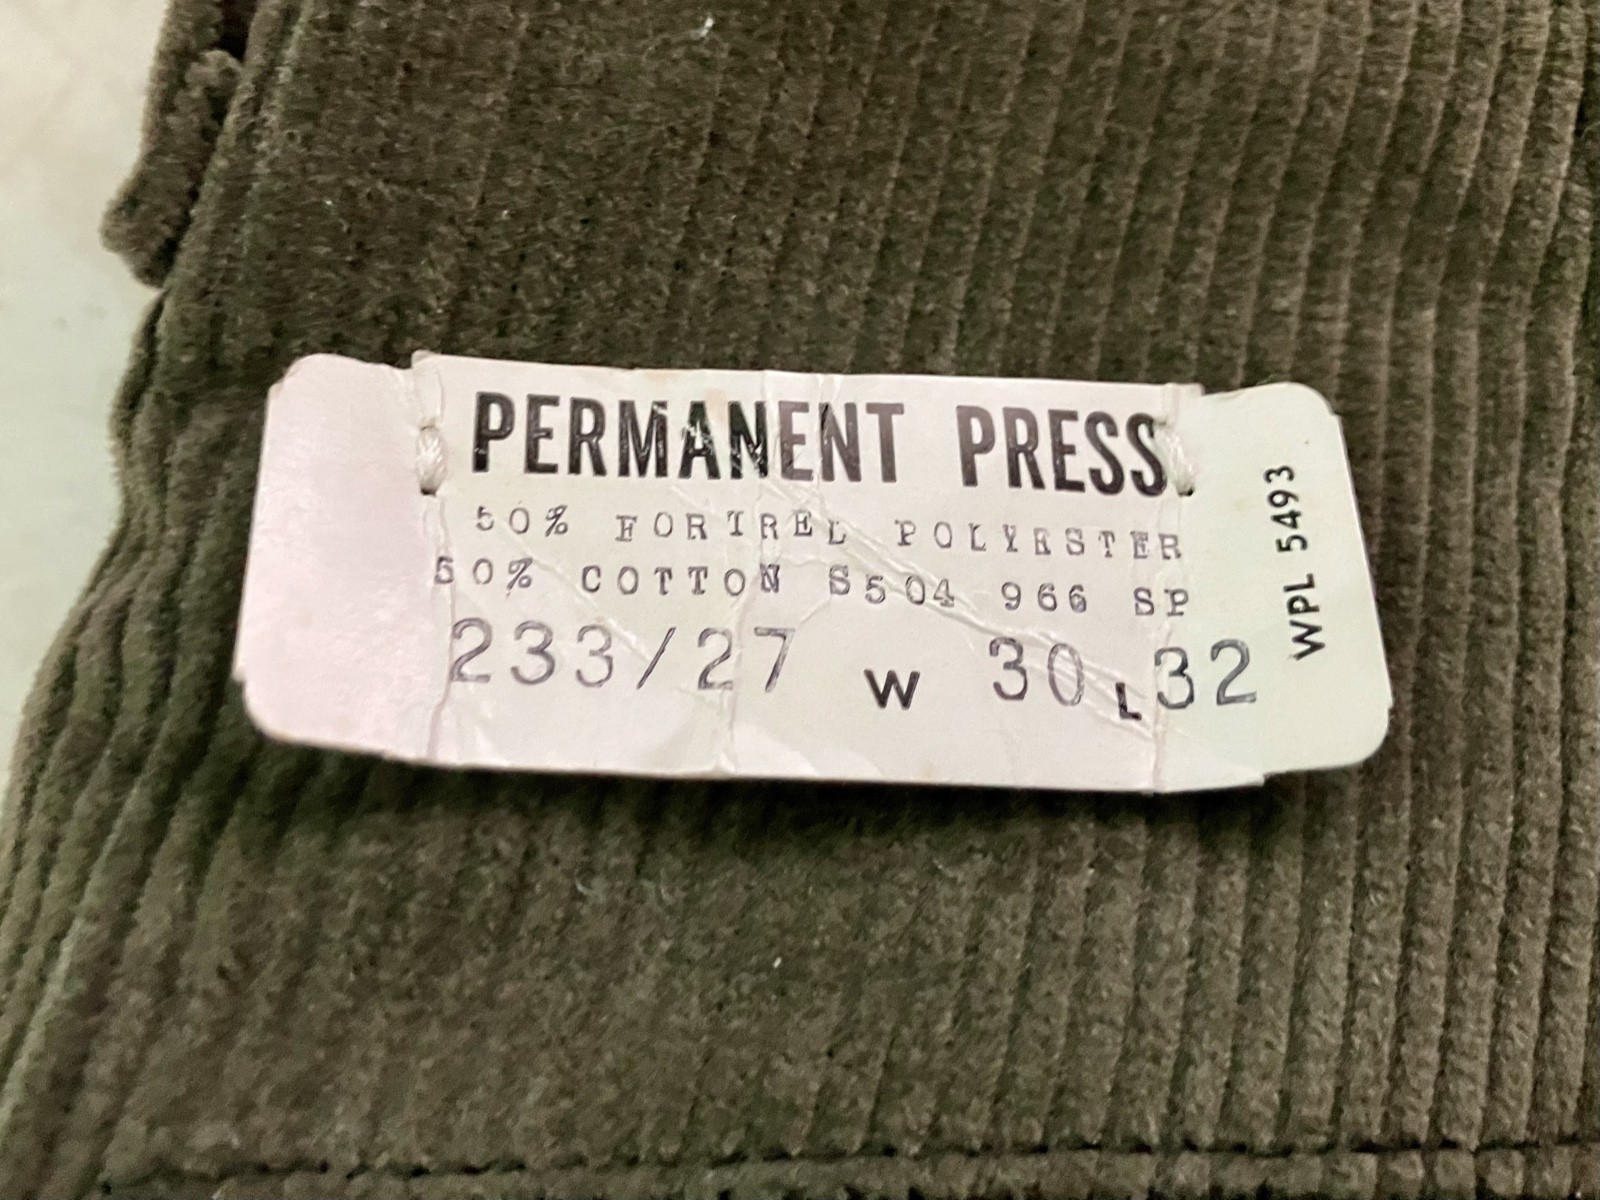 PERMANENT PRESS
50% FORTREL POLYESTER
50% COTTON S504 966 SP
233/27 W 30 L 32
WPL 5493